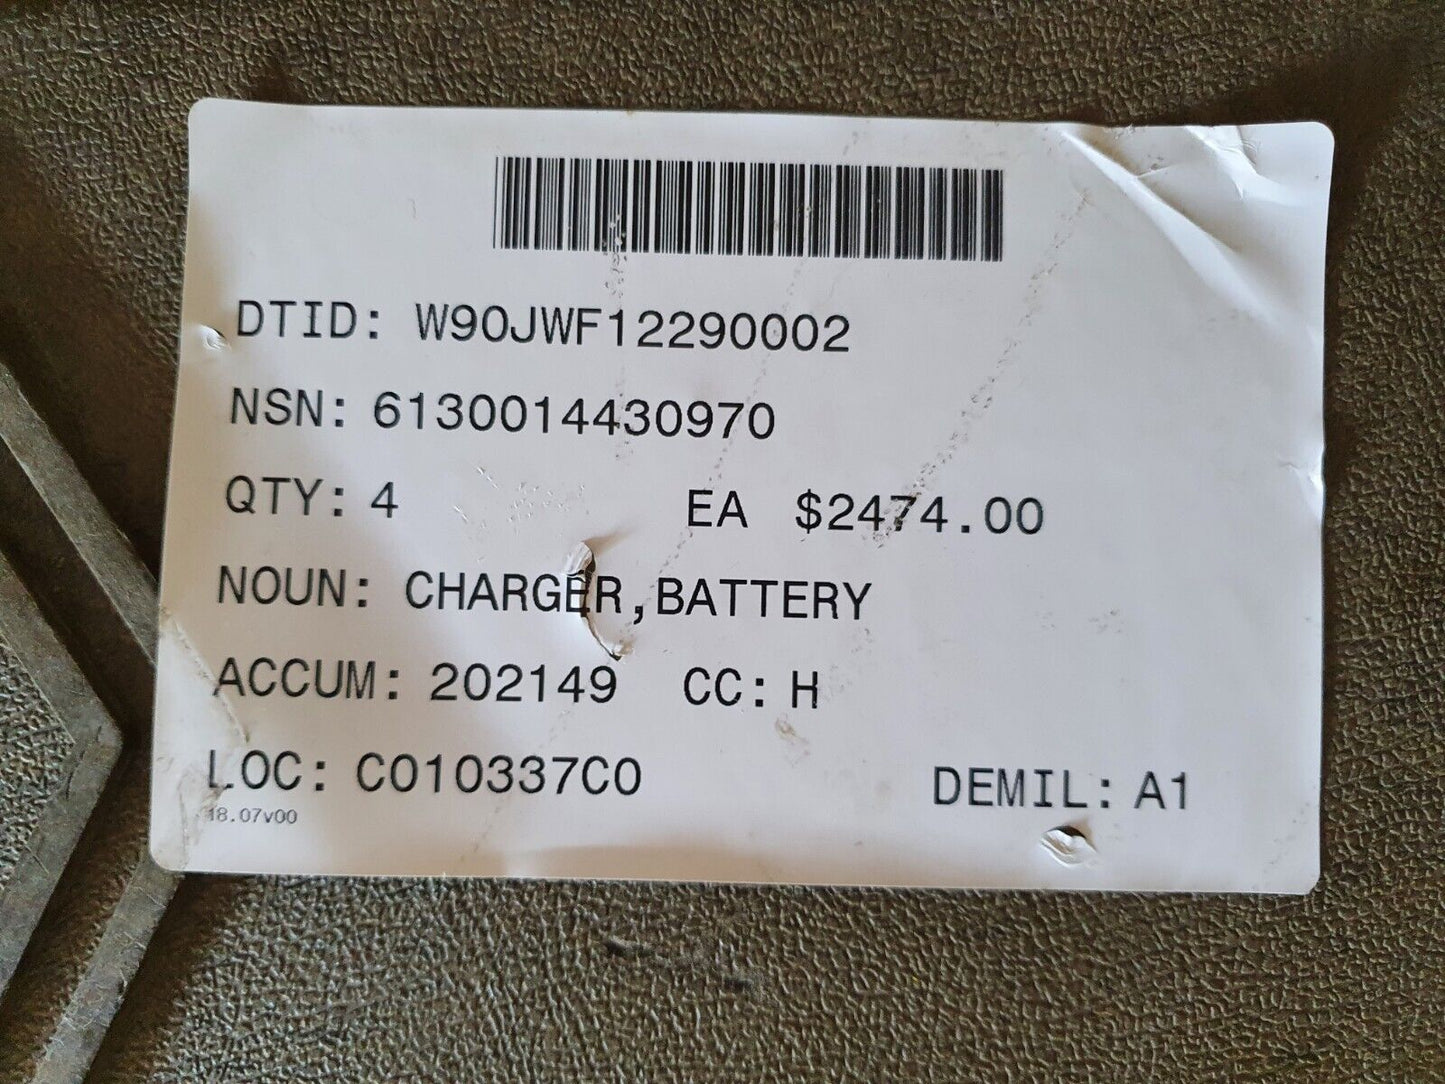 DTID: W90JWF12290002
NSN: 6130014430970
QTY: 4 EA $2474.00
NOUN: CHARGER,BATTERY
ACCUM: 202149 CC: H
LOC: C010337C0 DEMIL: A1
18.07v00